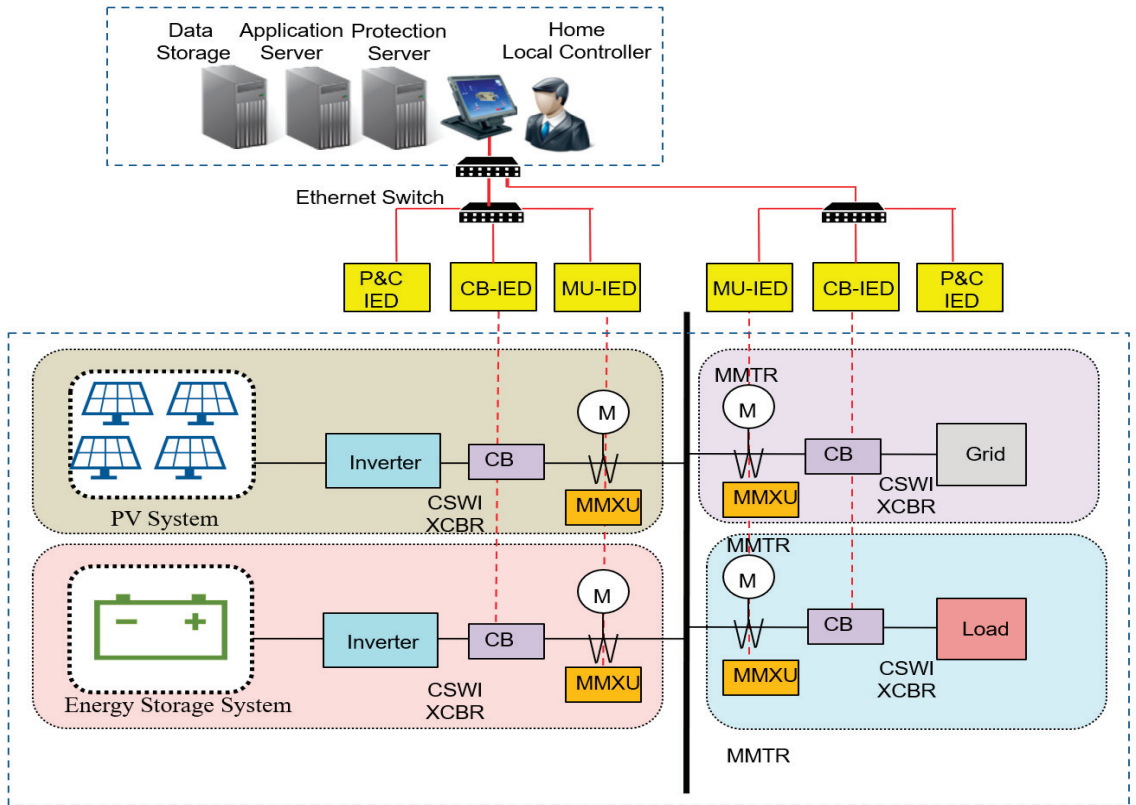 Data
Storage
Application
Server
Protection
Server
Home
Local Controller
Ethernet Switch
P&C
IED
CB-IED
MU-IED
MU-IED
CB-IED
P&C
IED
PV System
Inverter
CB
CSWI
XCBR
M
MMXU
MMTR
M
MMXU
CB
CSWI
XCBR
Grid
Energy Storage System
Inverter
CB
CSWI
XCBR
M
MMXU
MMTR
M
MMXU
CB
CSWI
XCBR
Load
MMTR